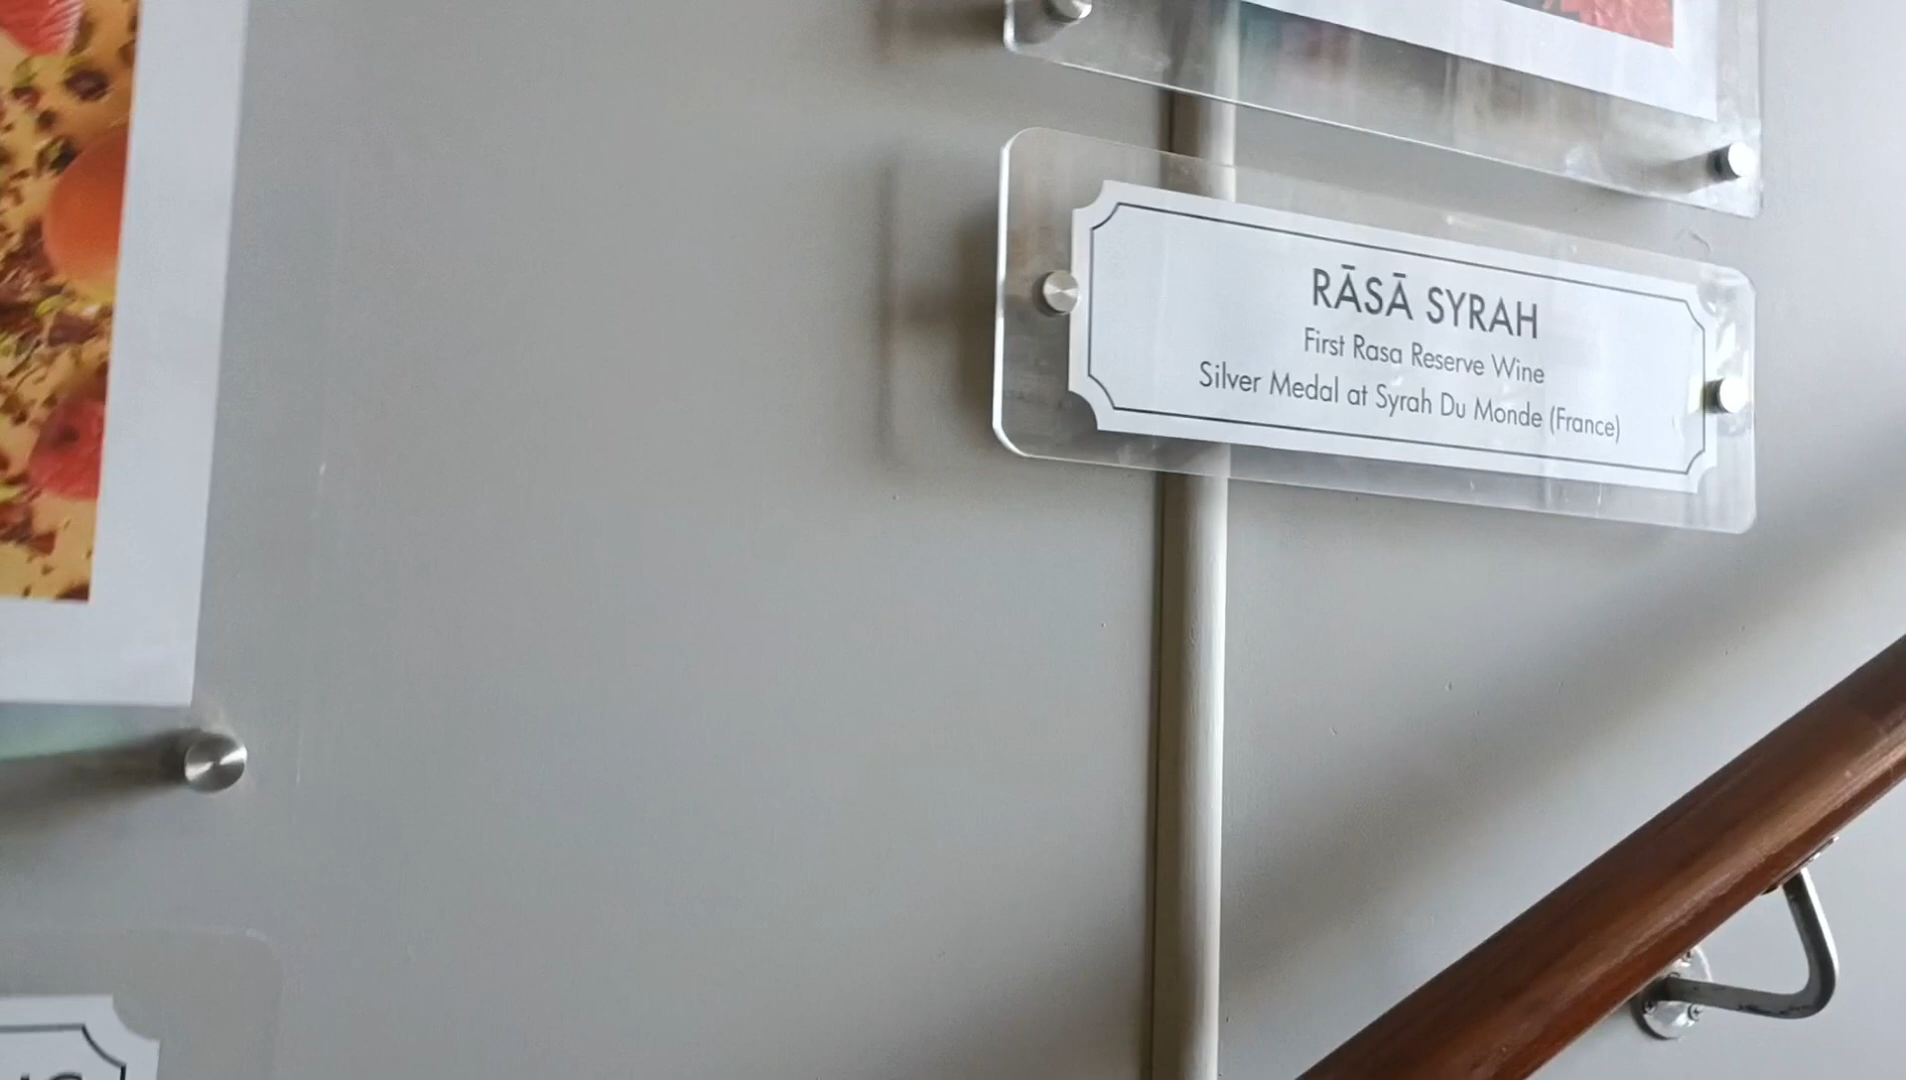 RĀSĀ SYRAH
First Rasa Reserve Wine
Silver Medal at Syrah Du Monde (France)